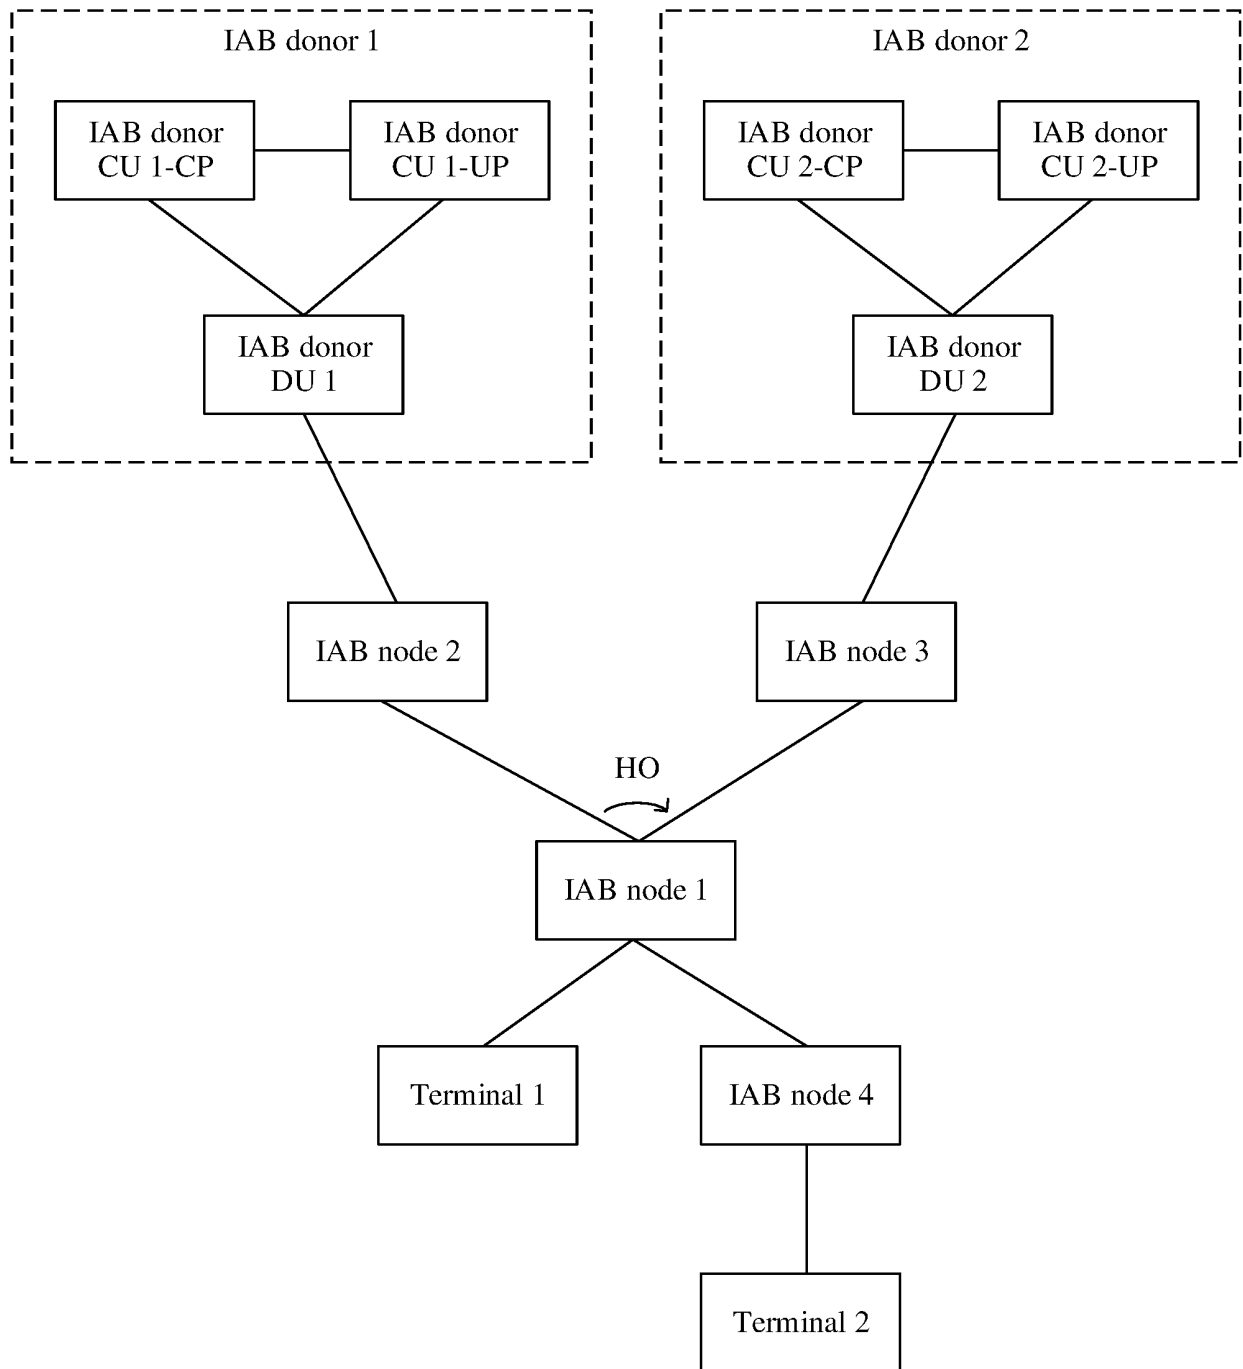 IAB donor 1
IAB donor 2
IAB donor
CU 1-CP
IAB donor
CU 1-UP
IAB donor
CU 2-CP
IAB donor
CU 2-UP
IAB donor
DU 1
IAB donor
DU 2
IAB node 2
IAB node 3
HO
IAB node 1
Terminal 1
IAB node 4
Terminal 2